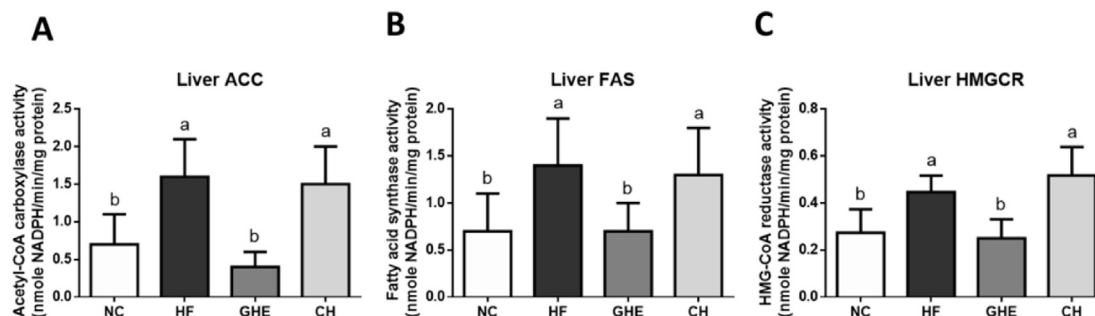 A
Liver ACC
Acetyl-CoA carboxylase activity
(nmole NADPH/min/mg protein)
2.5
2.0
1.5
1.0
0.5
0.0
b
a
b
a
NC HF GHE CH
B
Liver FAS
Fatty acid synthase activity
(nmole NADPH/min/mg protein)
2.0
1.5
1.0
0.5
0.0
b
a
b
a
NC HF GHE CH
C
Liver HMGCR
HMG-CoA reductase activity
(nmole NADPH/min/mg protein)
0.8
0.6
0.4
0.2
0.0
b
a
b
a
NC HF GHE CH